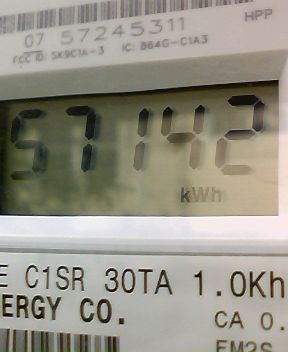 HPP
07 57245311
FCC ID: SK9C1A-3 IC: 864G-C1A3
57142
kWh
E C1SR 30TA 1.0Kh
ERGY CO.
CA 0.
EM2S